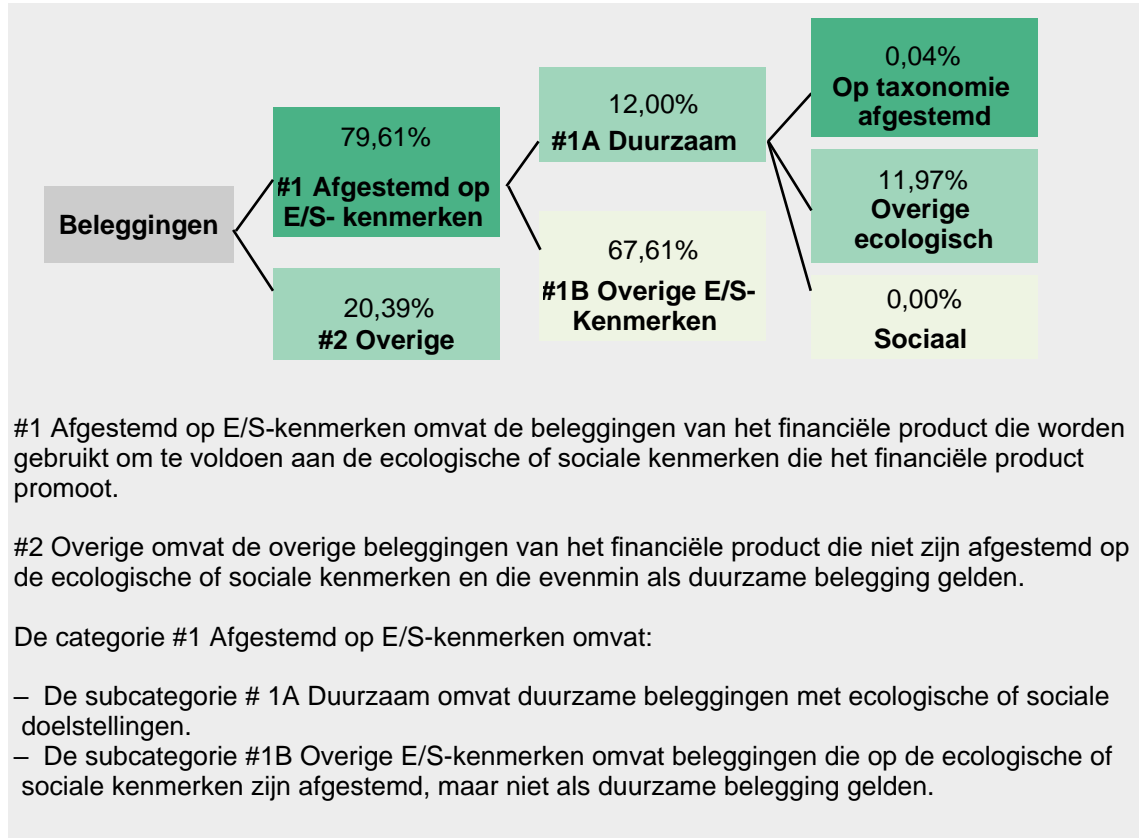 Beleggingen
79,61%
#1 Afgestemd op
E/S- kenmerken
20,39%
#2 Overige
12,00%
#1A Duurzaam
67,61%
#1B Overige E/S-
Kenmerken
0,04%
Op taxonomie
afgestemd
11,97%
Overige
ecologisch
0,00%
Sociaal
#1 Afgestemd op E/S-kenmerken omvat de beleggingen van het financiële product die worden
gebruikt om te voldoen aan de ecologische of sociale kenmerken die het financiële product
promoot.
#2 Overige omvat de overige beleggingen van het financiële product die niet zijn afgestemd op
de ecologische of sociale kenmerken en die evenmin als duurzame belegging gelden.
De categorie #1 Afgestemd op E/S-kenmerken omvat:
– De subcategorie # 1A Duurzaam omvat duurzame beleggingen met ecologische of sociale
doelstellingen.
– De subcategorie #1B Overige E/S-kenmerken omvat beleggingen die op de ecologische of
sociale kenmerken zijn afgestemd, maar niet als duurzame belegging gelden.